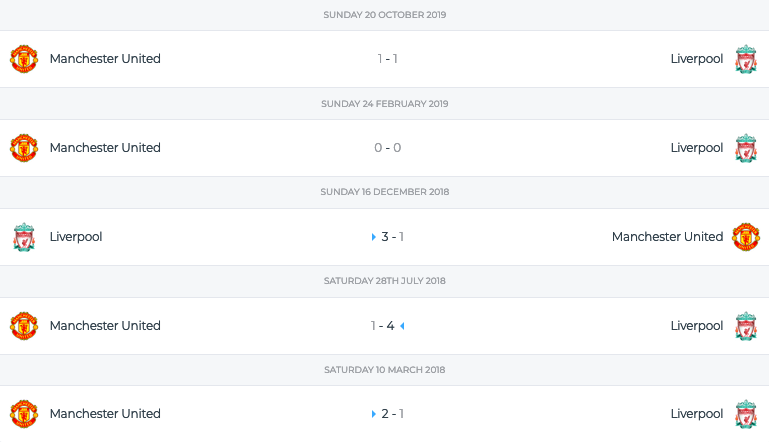 SUNDAY 20 OCTOBER 2019
Manchester United 1 - 1 Liverpool
SUNDAY 24 FEBRUARY 2019
Manchester United 0 - 0 Liverpool
SUNDAY 16 DECEMBER 2018
Liverpool 3 - 1 Manchester United
SATURDAY 28TH JULY 2018
Manchester United 1 - 4 Liverpool
SATURDAY 10 MARCH 2018
Manchester United 2 - 1 Liverpool